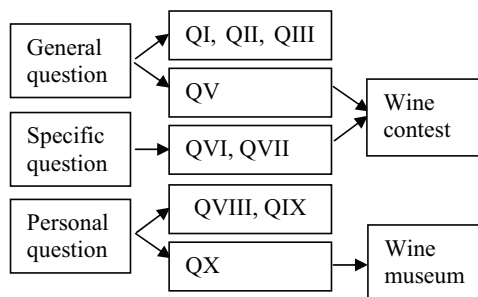 General
question
QI, QII, QIII
QV
Wine
contest
Specific
question
QVI, QVII
Personal
question
QVIII, QIX
QX
Wine
museum